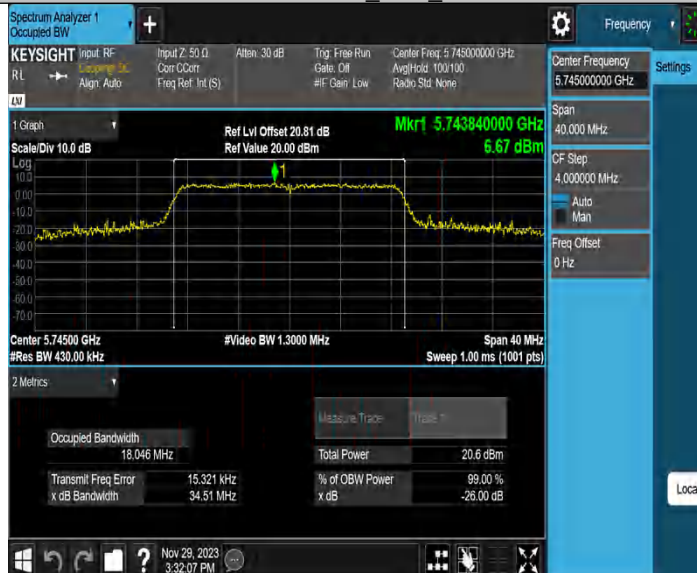 Spectrum Analyzer 1
Occupied BW
+
Frequency
KEYSIGHT
RL
Input: RF
Coupling: DC
Align: Auto
Input Z: 50 Ω
Corr CCorr
Freq Ref: Int (S)
Atten: 30 dB
Trig: Free Run
Gate: Off
#IF Gain: Low
Center Freq: 5.745000000 GHz
Avg|Hold: 100/100
Radio Std: None
LXI
1 Graph
Scale/Div 10.0 dB
Ref Lvl Offset 20.81 dB
Ref Value 20.00 dBm
Mkr1 5.743840000 GHz
6.67 dBm
Log
10.0
0.00
-10.0
-20.0
-30.0
-40.0
-50.0
-60.0
-70.0
1
Center 5.74500 GHz
#Res BW 430.00 kHz
#Video BW 1.3000 MHz
Span 40 MHz
Sweep 1.00 ms (1001 pts)
2 Metrics
Measure Trace
Trace 1
Occupied Bandwidth
18.046 MHz
Total Power
20.6 dBm
Transmit Freq Error
15.321 kHz
% of OBW Power
99.00 %
x dB Bandwidth
34.51 MHz
x dB
-26.00 dB
Center Frequency
5.745000000 GHz
Settings
Span
40.000 MHz
CF Step
4.000000 MHz
Auto
Man
Freq Offset
0 Hz
Loca
?
Nov 29, 2023
3:32:07 PM